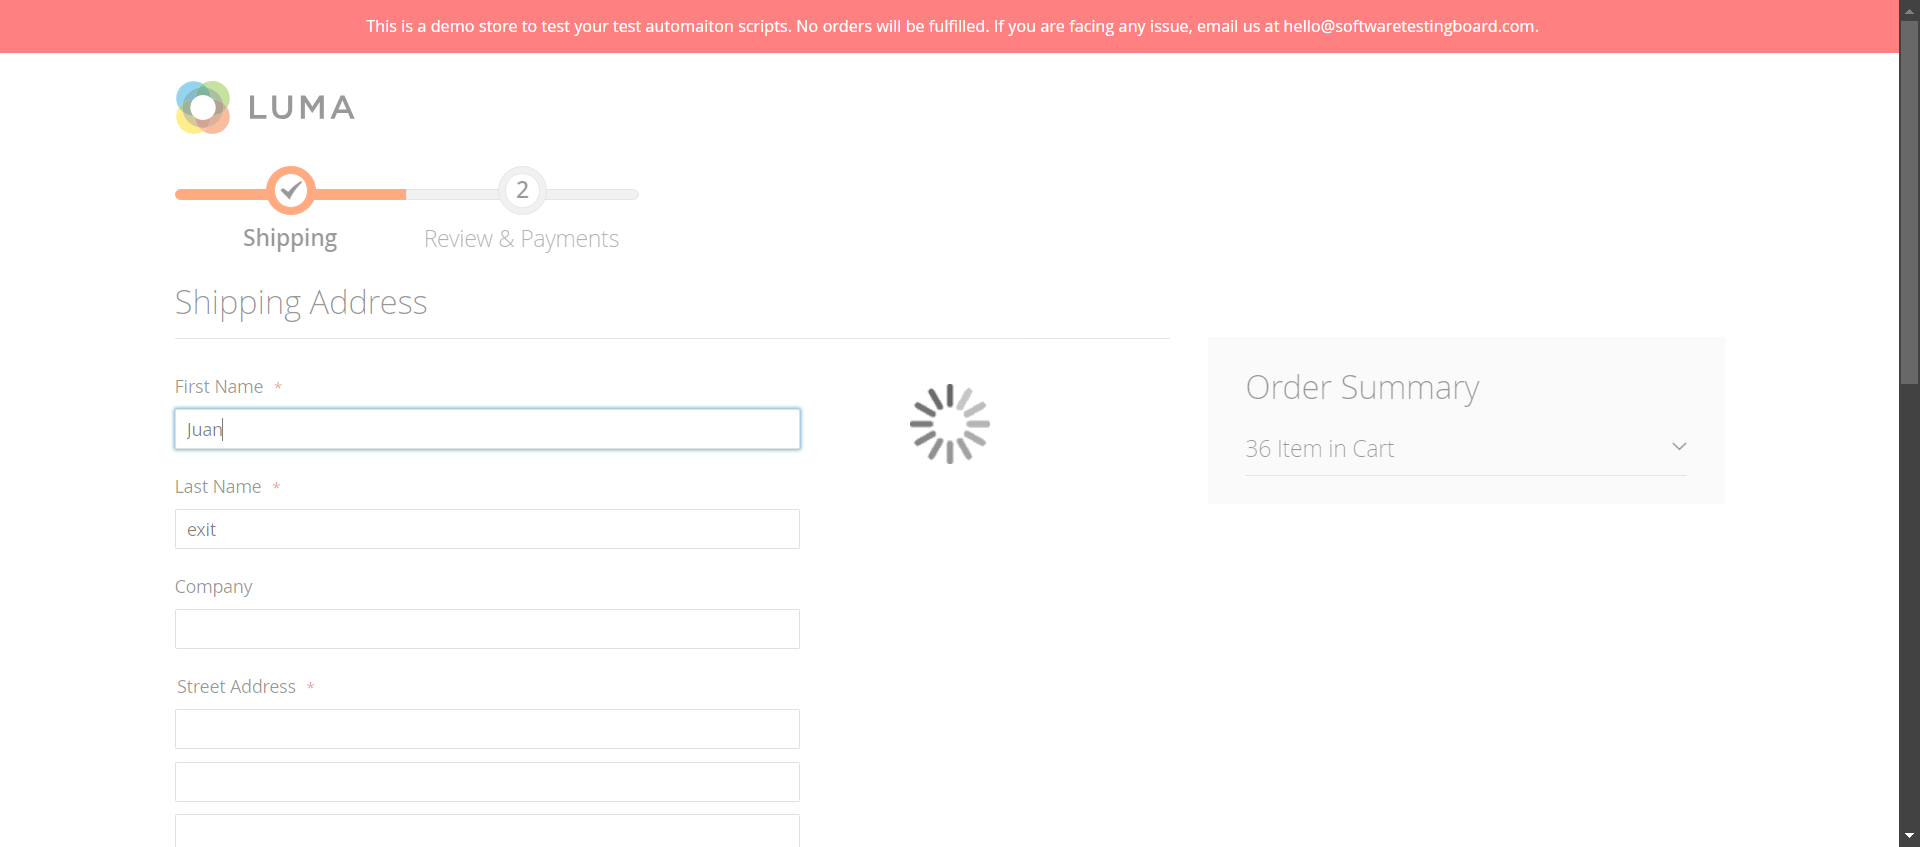 This is a demo store to test your test automaiton scripts. No orders will be fulfilled. If you are facing any issue, email us at hello@softwaretestingboard.com.
LUMA
2
Shipping
Review & Payments
Shipping Address
First Name *
Juan
Last Name *
exit
Company
Street Address *
Order Summary
36 Item in Cart